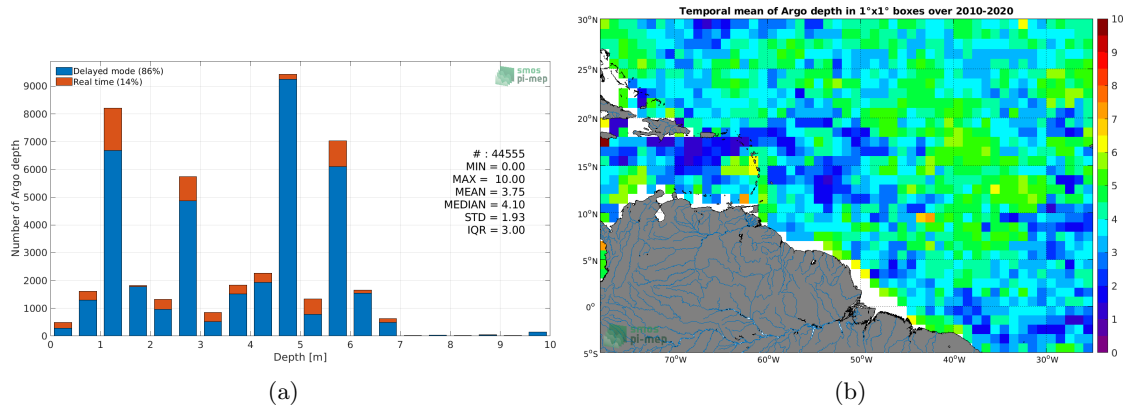 Delayed mode (86%)
Real time (14%)
smos
pi-mep
Number of Argo depth
9000
8000
7000
6000
5000
4000
3000
2000
1000
0
# : 44555
MIN = 0.00
MAX = 10.00
MEAN = 3.75
MEDIAN = 4.10
STD = 1.93
IQR = 3.00
0 1 2 3 4 5 6 7 8 9 10
Depth [m]
(a)
Temporal mean of Argo depth in 1°x1° boxes over 2010-2020
30°N
25°N
20°N
15°N
10°N
5°N
0°
5°S
70°W 60°W 50°W 40°W 30°W
smos
pi-mep
10
9
8
7
6
5
4
3
2
1
0
(b)